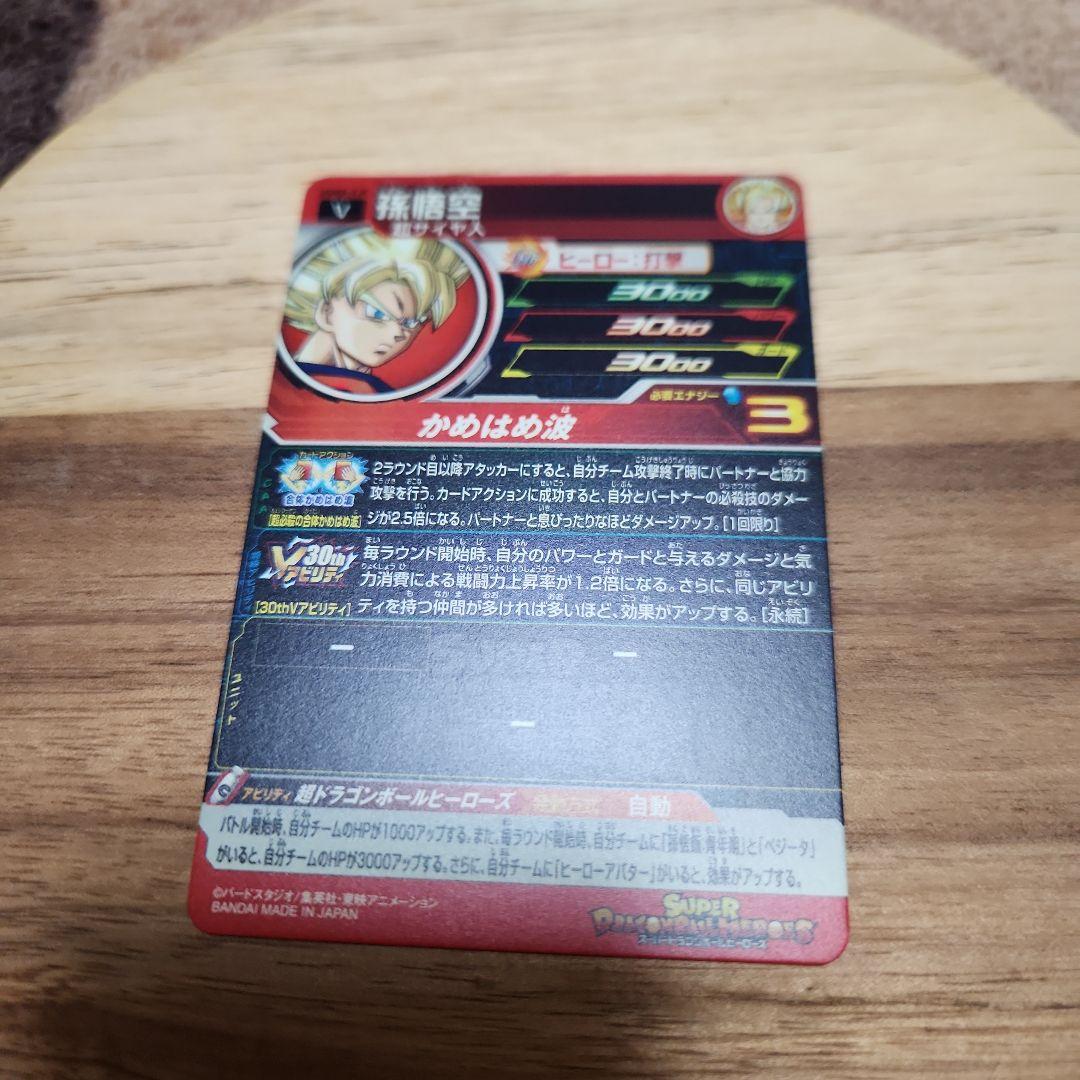 V
孫悟空
超サイヤ人
ヒーロー：打撃
3000
3000
3000
必要エナジー
3
かめはめ波
カードアクション
合体かめはめ波
[超必殺の合体かめはめ波]
2ラウンド目以降アタッカーにすると、自分チーム攻撃終了時にパートナーと協力
攻撃を行う。カードアクションに成功すると、自分とパートナーの必殺技のダメー
ジが2.5倍になる。パートナーと息ぴったりなほどダメージアップ。[1回限り]
30th
Vアビリティ
[30thVアビリティ]
毎ラウンド開始時、自分のパワーとガードと与えるダメージと気
力消費による戦闘力上昇率が1.2倍になる。さらに、同じアビリ
ティを持つ仲間が多ければ多いほど、効果がアップする。[永続]
ユニット
ー
ー
ー
アビリティ 超ドラゴンボールヒーローズ 自動
バトル開始時、自分チームのHPが1000アップする。また、毎ラウンド開始時、自分チームに「孫悟飯:青年期」と「ベジータ」
がいると、自分チームのHPが3000アップする。さらに、自分チームに「ヒーローアバター」がいると、効果がアップする。
©バードスタジオ/集英社・東映アニメーション
BANDAI MADE IN JAPAN
SUPER
DRAGONBALL HEROES
スーパードラゴンボールヒーローズ